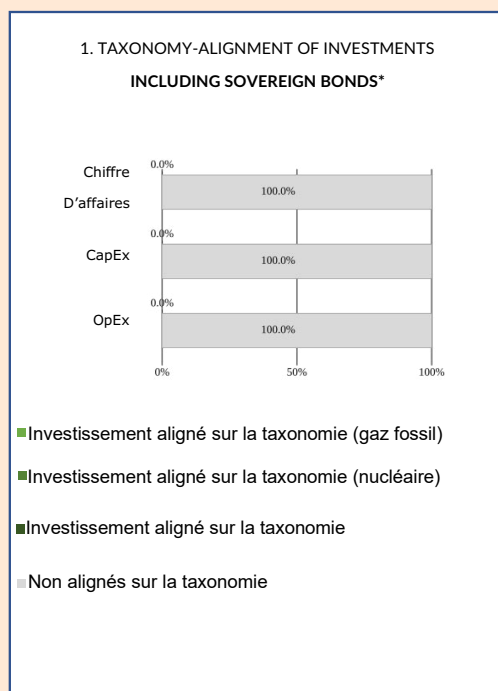 1. TAXONOMY-ALIGNMENT OF INVESTMENTS
INCLUDING SOVEREIGN BONDS*
Chiffre
D'affaires
0.0%
100.0%
CapEx
0.0%
100.0%
OpEx
0.0%
100.0%
0%
50%
100%
Investissement aligné sur la taxonomie (gaz fossil)
Investissement aligné sur la taxonomie (nucléaire)
Investissement aligné sur la taxonomie
Non alignés sur la taxonomie